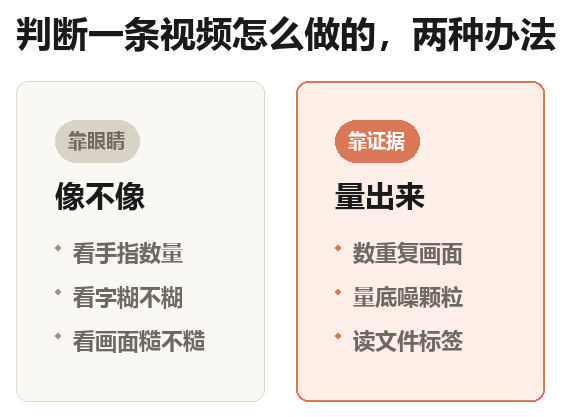 判断一条视频怎么做的，两种办法
靠眼睛
像不像
看手指数量
看字糊不糊
看画面糙不糙
靠证据
量出来
数重复画面
量底噪颗粒
读文件标签